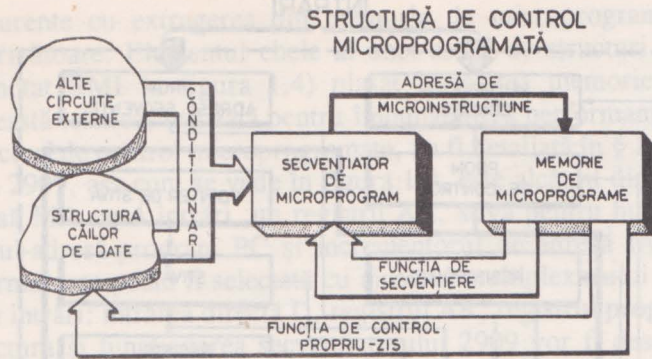 STRUCTURĂ DE CONTROL
MICROPROGRAMATĂ
ALTE
CIRCUITE
EXTERNE
CONDIȚIONĂRI
ADRESĂ DE
MICROINSTRUCȚIUNE
SECVENȚIATOR
DE
MICROPROGRAM
MEMORIE
DE
MICROPROGRAME
STRUCTURA
CĂILOR
DE DATE
FUNCȚIA DE
SECVENȚIERE
FUNCȚIA DE CONTROL
PROPRIU-ZIS